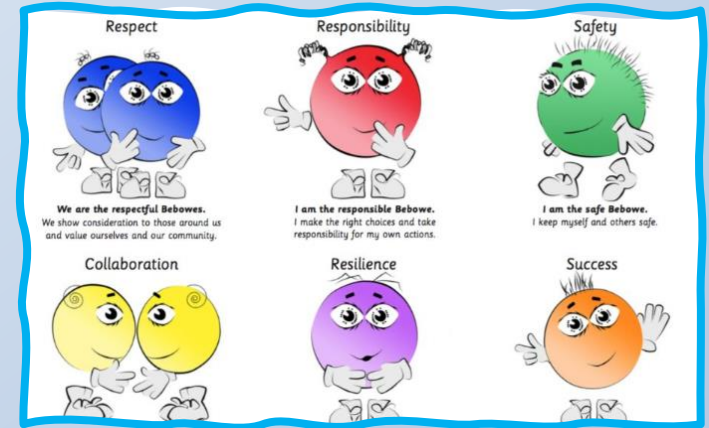 Respect
We are the respectful Bebowes.
We show consideration to those around us
and value ourselves and our community.
Responsibility
I am the responsible Bebowe.
I make the right choices and take
responsibility for my own actions.
Safety
I am the safe Bebowe.
I keep myself and others safe.
Collaboration
Resilience
Success